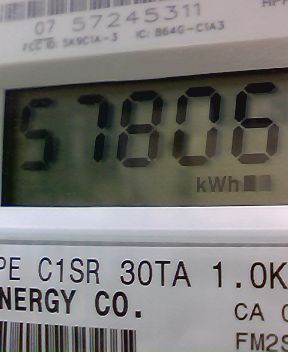 07 57245311
FCC ID: SK9C1A-3 IC: 864G-C1A3
57806
kWh
PE C1SR 30TA 1.0K
NERGY CO.
CA 0
FM2S